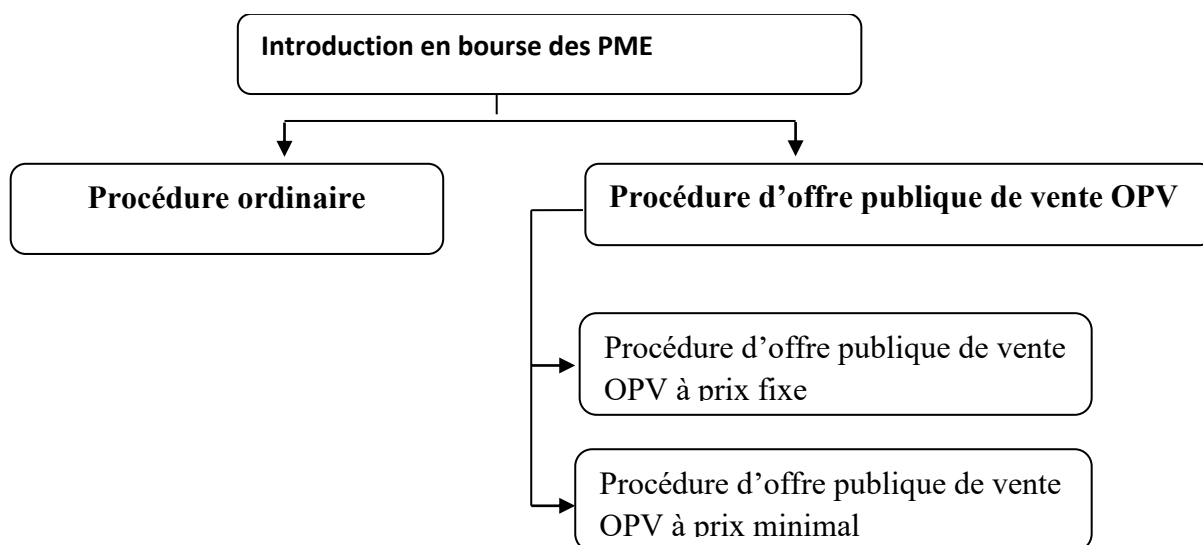 Introduction en bourse des PME
Procédure ordinaire
Procédure d’offre publique de vente OPV
Procédure d’offre publique de vente
OPV à prix fixe
Procédure d’offre publique de vente
OPV à prix minimal